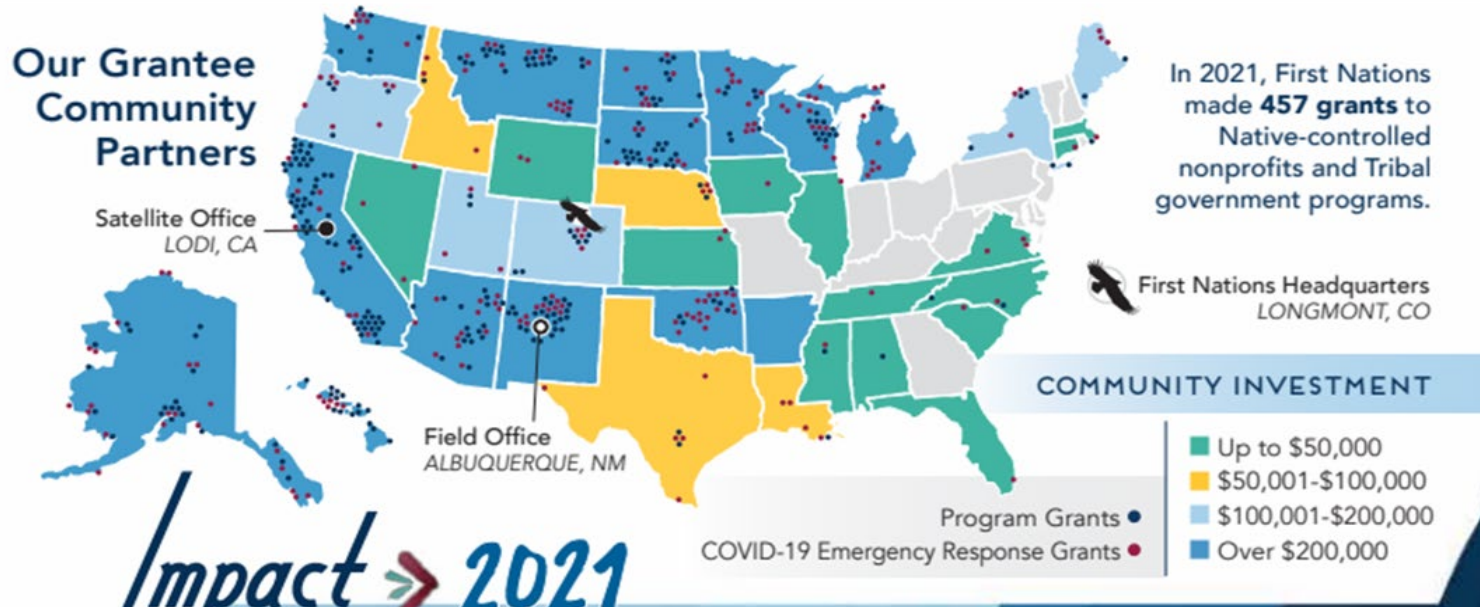 Our Grantee
Community
Partners
In 2021, First Nations
made 457 grants to
Native-controlled
nonprofits and Tribal
government programs.
Satellite Office
LODI, CA
First Nations Headquarters
LONGMONT, CO
Field Office
ALBUQUERQUE, NM
COMMUNITY INVESTMENT
Up to $50,000
$50,001-$100,000
$100,001-$200,000
Over $200,000
Program Grants
COVID-19 Emergency Response Grants
Impact 2021